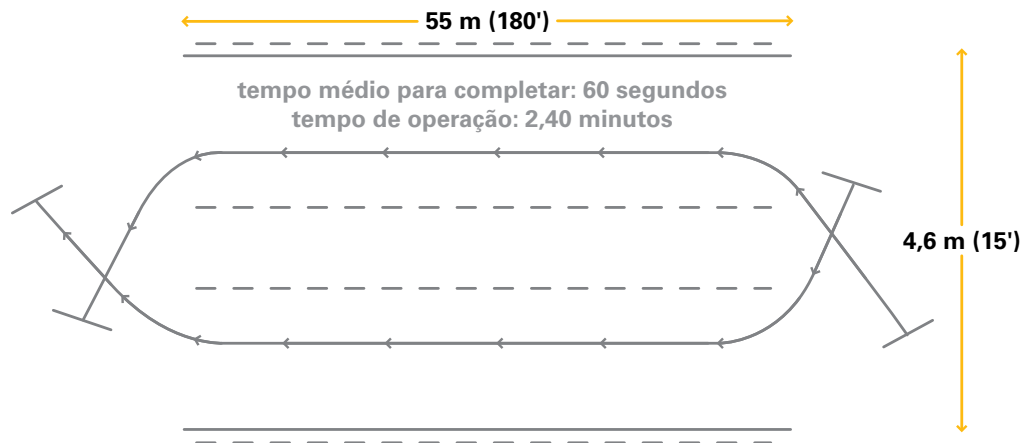 55 m (180')
tempo médio para completar: 60 segundos
tempo de operação: 2,40 minutos
4,6 m (15')